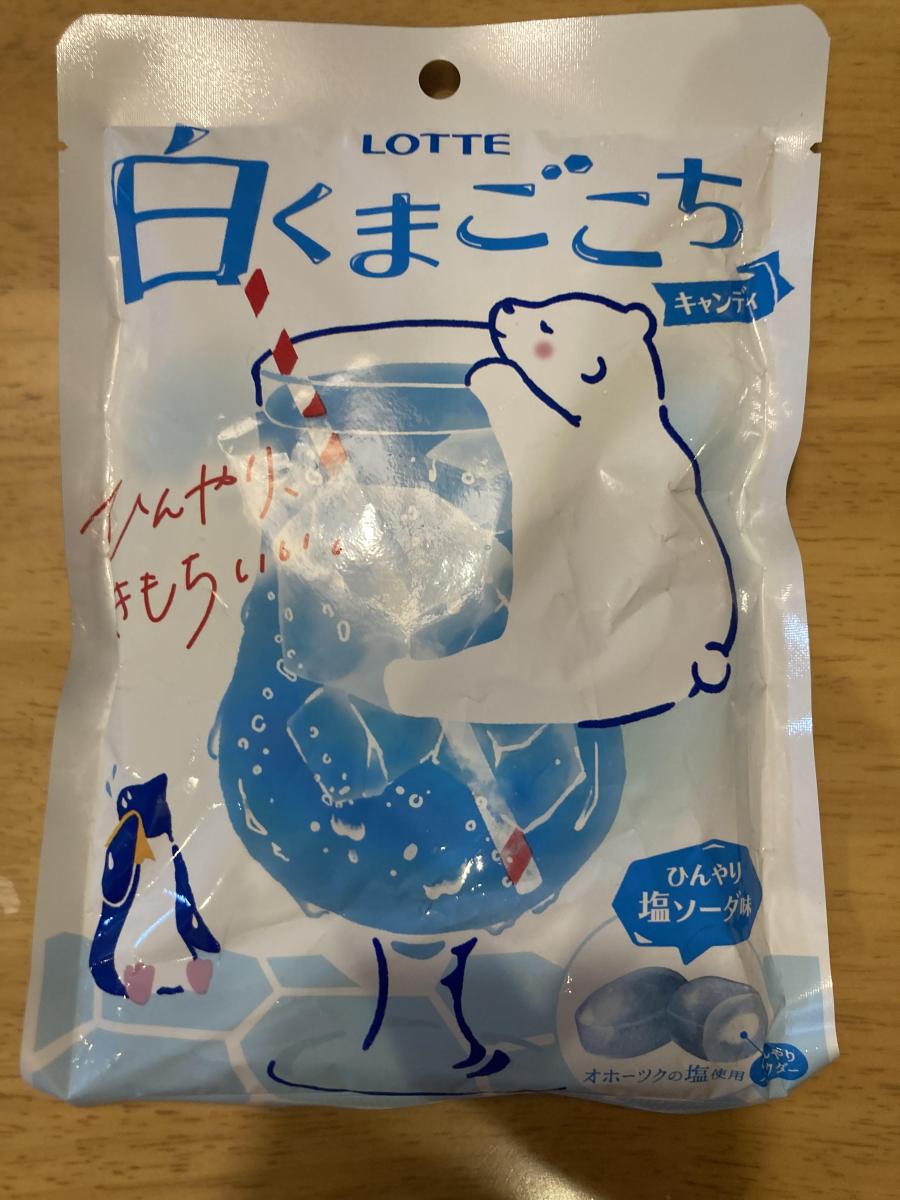 LOTTE
白くまごこち
キャンディ
ひんやり、
きもちいい。。
ひんやり
塩ソーダ味
オホーツクの塩使用